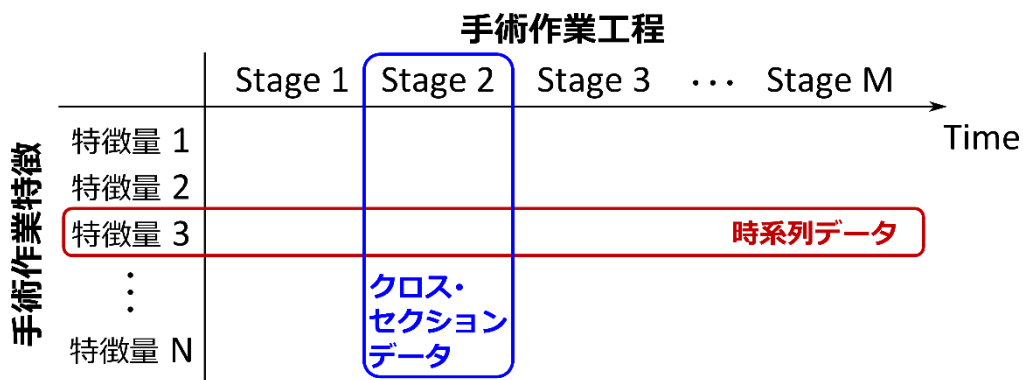 手術作業工程
Stage 1 Stage 2 Stage 3 ・・・ Stage M
Time
手術作業特徴
特徴量 1
特徴量 2
特徴量 3 時系列データ
⋮
クロス・
セクション
データ
特徴量 N